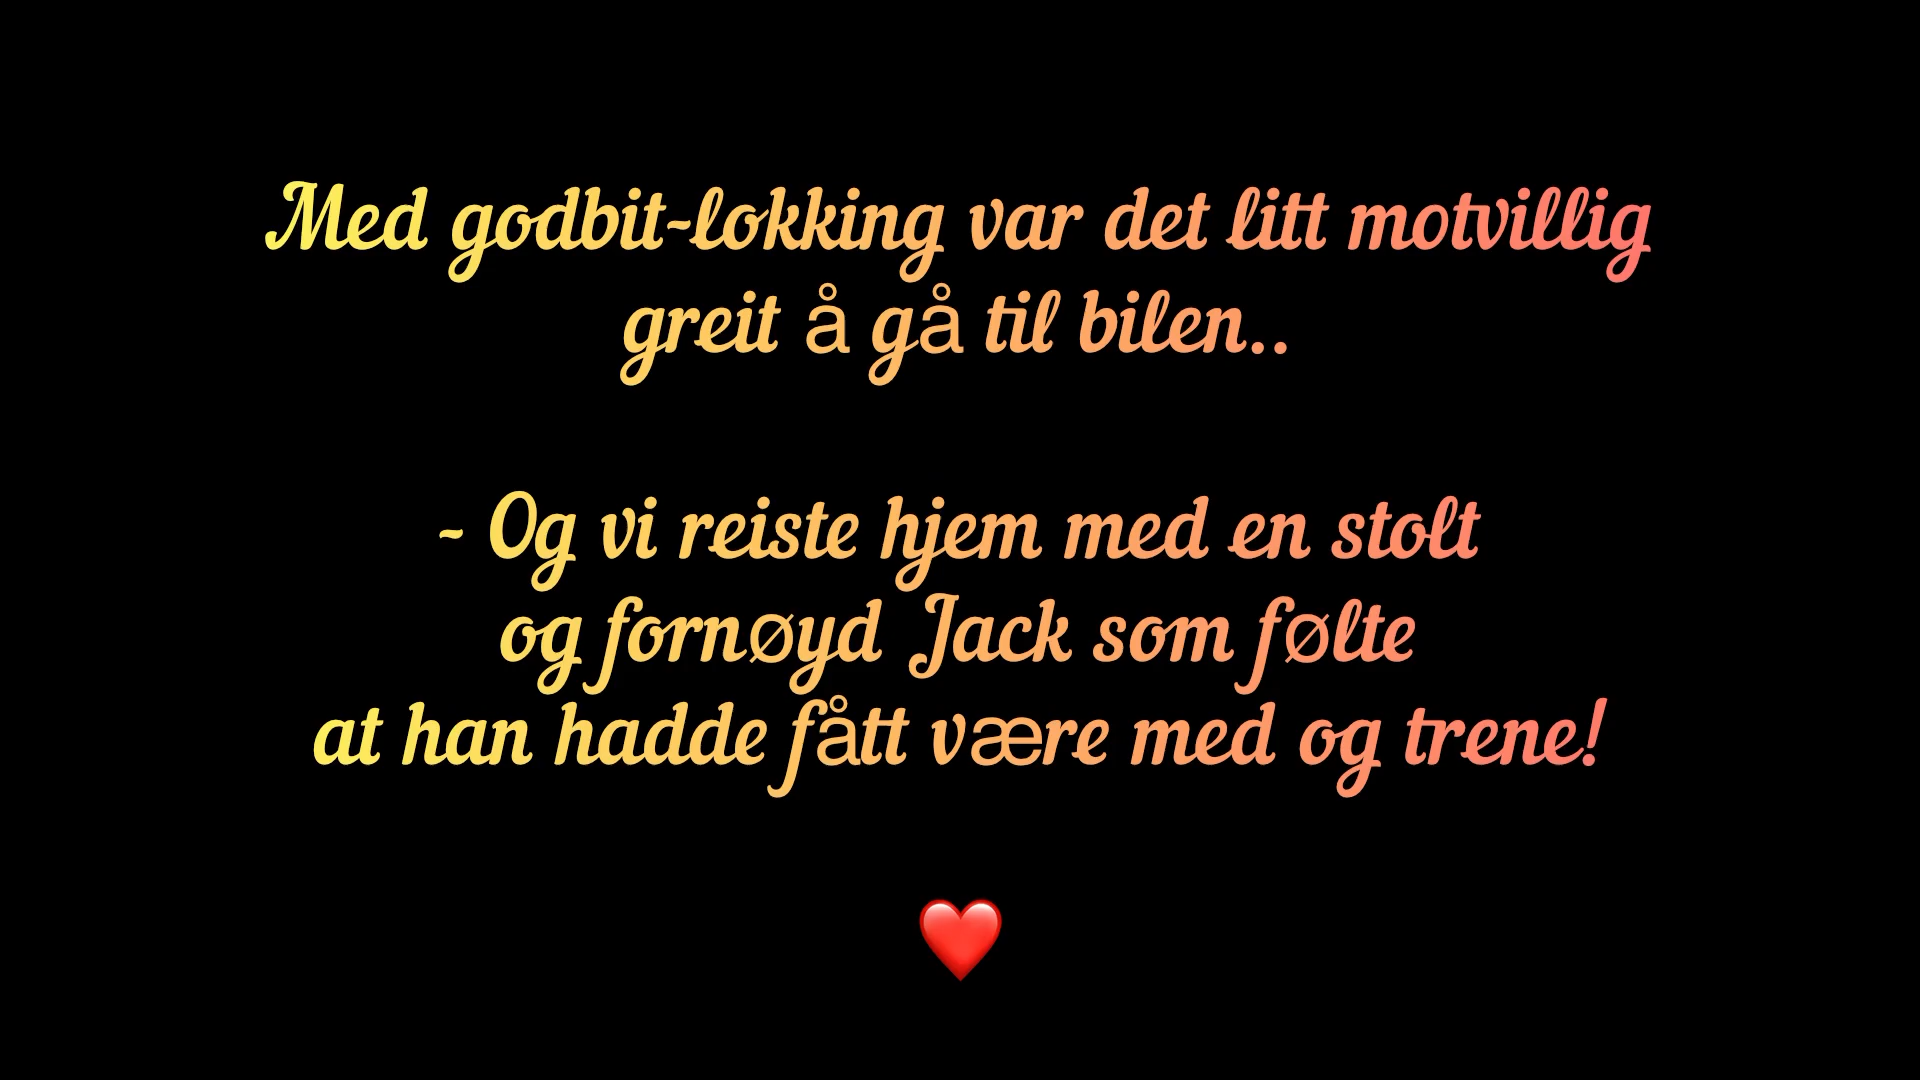 Med godbit-lokking var det litt motvillig
greit å gå til bilen..
- Og vi reiste hjem med en stolt
og fornøyd Jack som følte
at han hadde fått være med og trene!
❤️